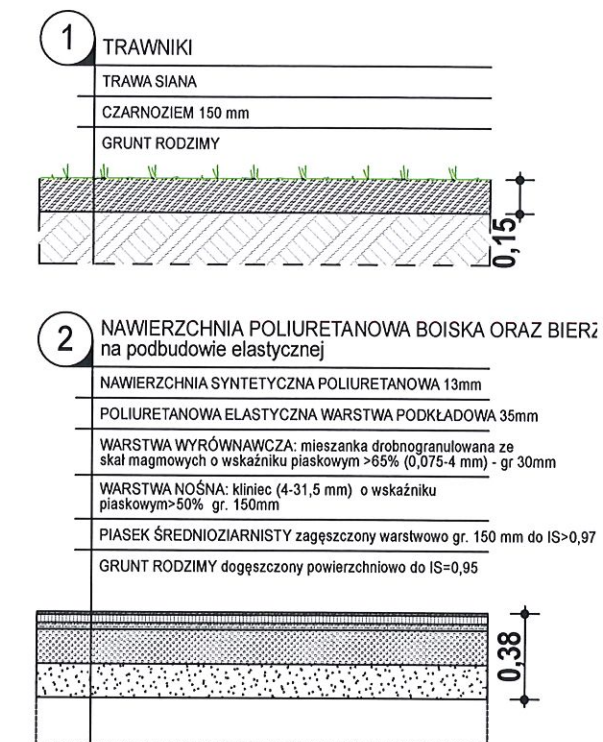 1
TRAWNIKI
TRAWA SIANA
CZARNOZIEM 150 mm
GRUNT RODZIMY
0,15
2
NAWIERZCHNIA POLIURETANOWA BOISKA ORAZ
na podbudowie elastycznej
NAWIERZCHNIA SYNTETYCZNA POLIURETANOWA 13mm
POLIURETANOWA ELASTYCZNA WARSTWA PODKŁADOWA 35mm
WARSTWA WYRÓWNAWCZA: mieszanka drobnogranulowana ze
skał magmowych o wskaźniku piaskowym >65% (0,075-4 mm) - gr 30mm
WARSTWA NOŚNA: kliniec (4-31,5 mm) o wskaźniku
piaskowym>50% gr. 150mm
PIASEK ŚREDNIOZIARNISTY zagęszczony warstwowo gr. 150 mm do IS>0,97
GRUNT RODZIMY dogęszczony powierzchniowo do IS=0,95
0,38